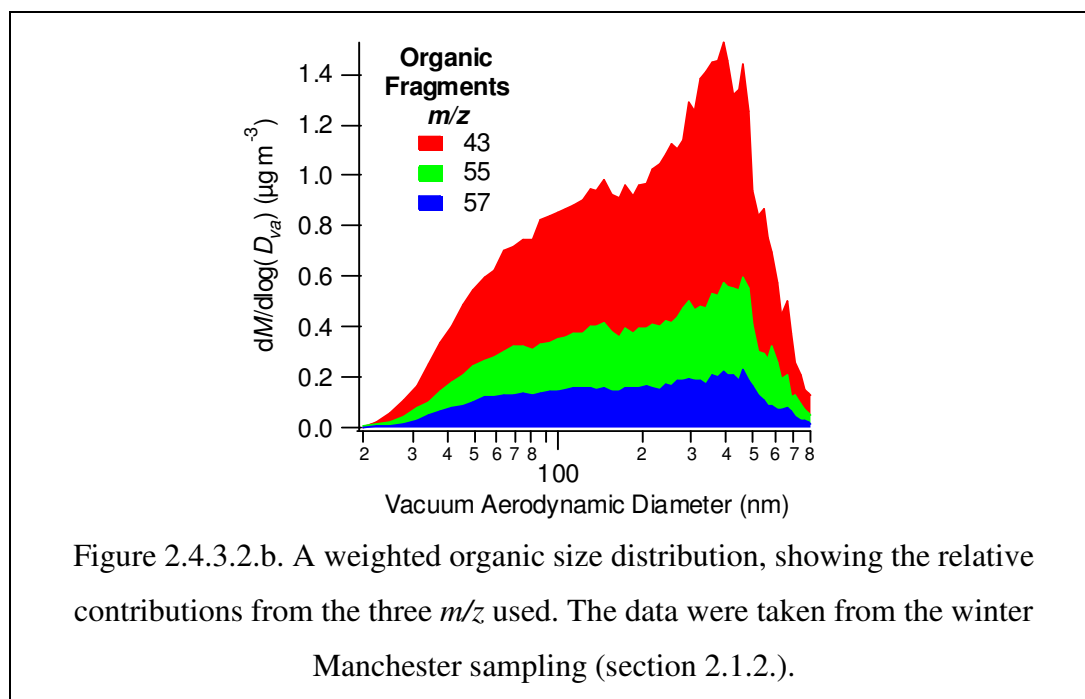 Organic
Fragments
m/z
43
55
57
1.4
1.2
1.0
0.8
0.6
0.4
0.2
0.0
dM/dlog(Dva) (µg m-3)
2 3 4 5 6 7 8 100 2 3 4 5 6 7 8
Vacuum Aerodynamic Diameter (nm)
Figure 2.4.3.2.b. A weighted organic size distribution, showing the relative
contributions from the three m/z used. The data were taken from the winter
Manchester sampling (section 2.1.2.).